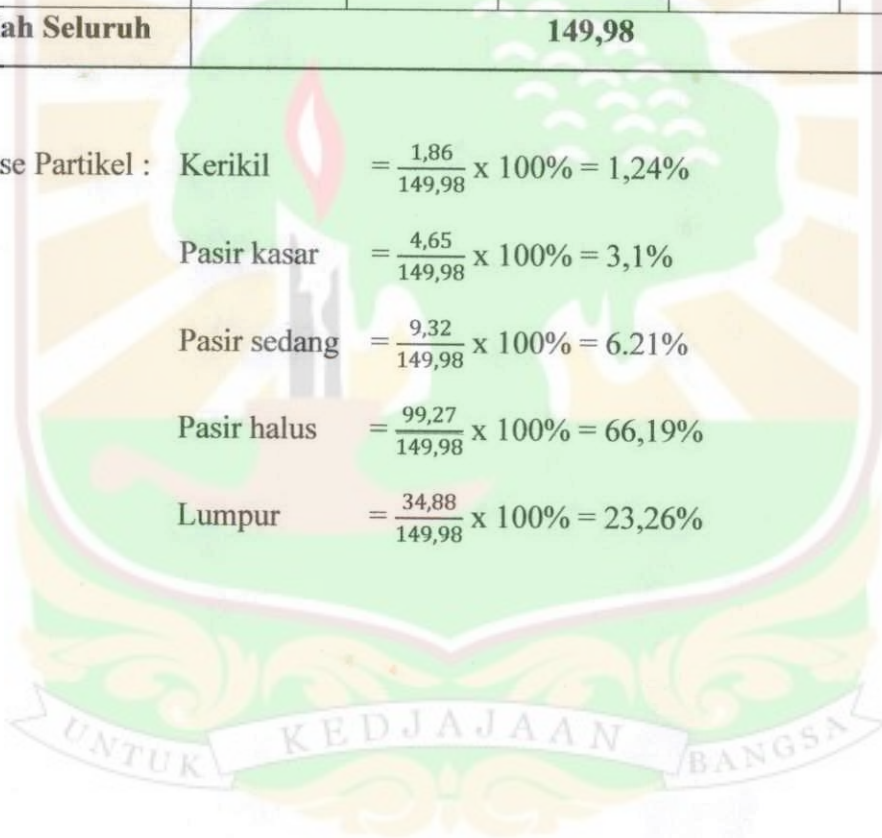 ah Seluruh 149,98
se Partikel : Kerikil = 1,86/149,98 x 100% = 1,24%
Pasir kasar = 4,65/149,98 x 100% = 3,1%
Pasir sedang = 9,32/149,98 x 100% = 6.21%
Pasir halus = 99,27/149,98 x 100% = 66,19%
Lumpur = 34,88/149,98 x 100% = 23,26%
UNTUK KEDJAJAAN BANGSA